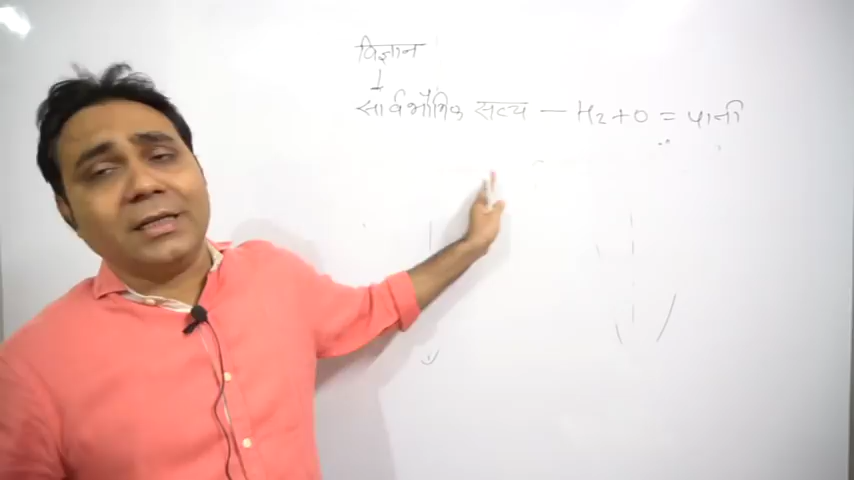 विज्ञान
↓
सार्वभौमिक सत्य — H2+O = पानी